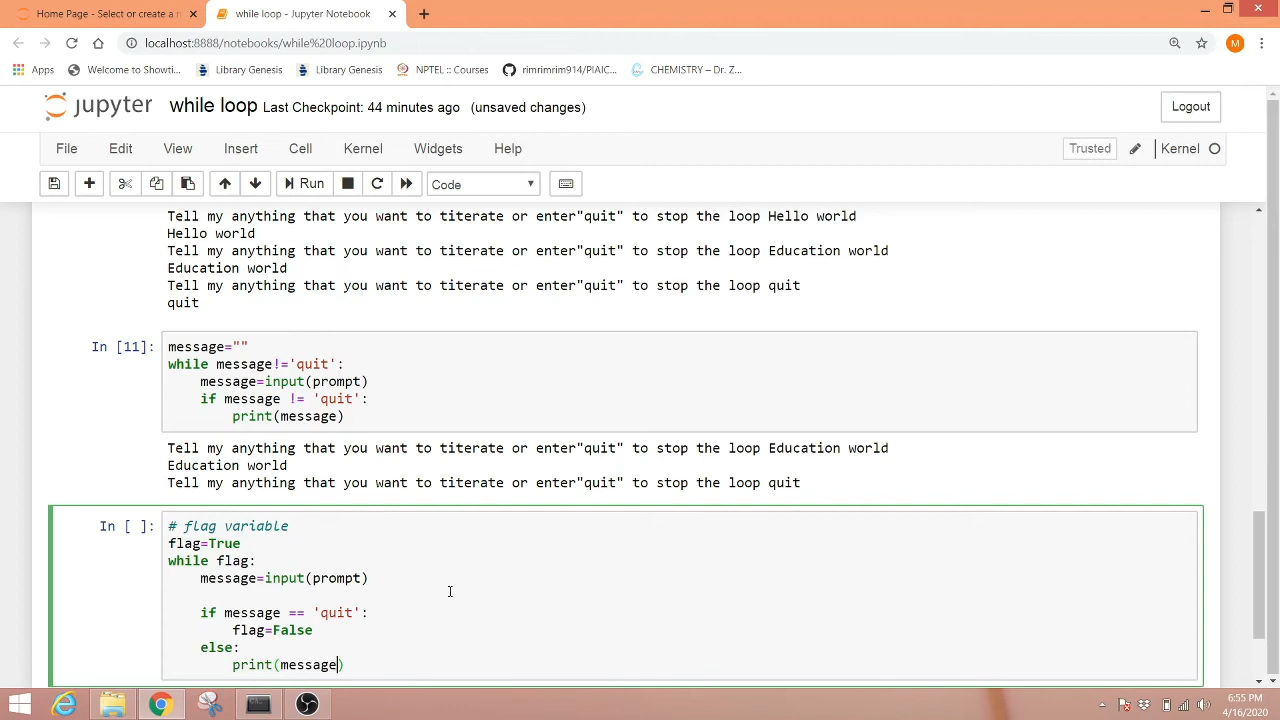 Home Page - Select or create a n
while loop - Jupyter Notebook
localhost:8888/notebooks/while%20loop.ipynb
M
Apps
Welcome to Showti...
Library Genesis
Library Genesis
NPTEL :: Courses
rimrimrim914/PIAIC...
CHEMISTRY – Dr. Z...
jupyter while loop Last Checkpoint: 44 minutes ago (unsaved changes)
Logout
File Edit View Insert Cell Kernel Widgets Help
Trusted
Kernel
Run
Code
Tell my anything that you want to titerate or enter"quit" to stop the loop Hello world
Hello world
Tell my anything that you want to titerate or enter"quit" to stop the loop Education world
Education world
Tell my anything that you want to titerate or enter"quit" to stop the loop quit
quit
In [11]:
message=""
while message!='quit':
    message=input(prompt)
    if message != 'quit':
        print(message)
Tell my anything that you want to titerate or enter"quit" to stop the loop Education world
Education world
Tell my anything that you want to titerate or enter"quit" to stop the loop quit
In [ ]:
# flag variable
flag=True
while flag:
    message=input(prompt)
    if message == 'quit':
        flag=False
    else:
        print(message)
6:55 PM
4/16/2020